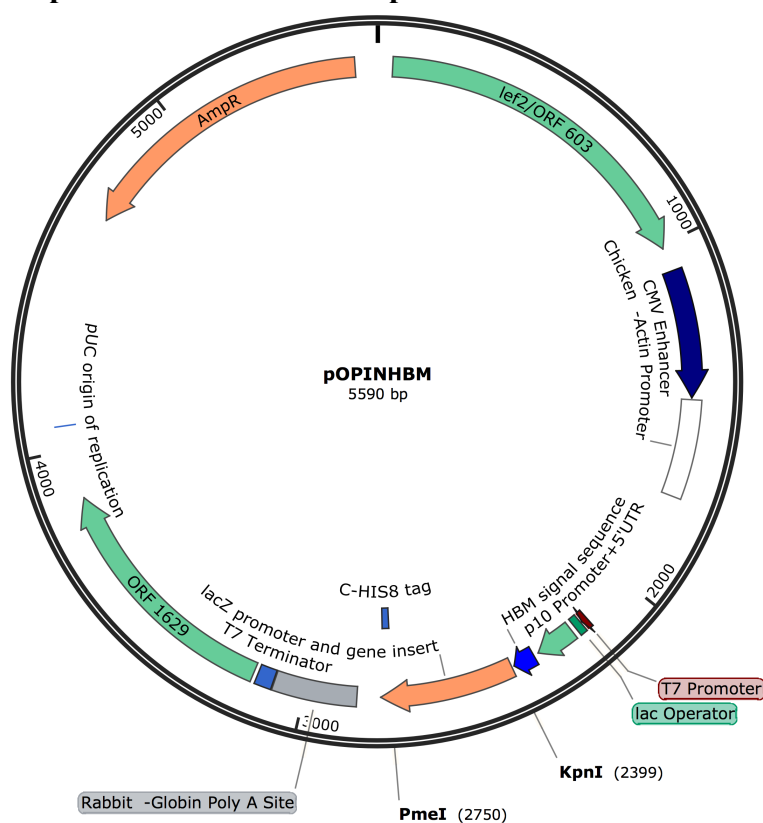 AmpR
lef2/ORF 603
5000
1000
CMV Enhancer
Chicken -Actin Promoter
pOPINHBM
5590 bp
pUC origin of replication
4000
2000
HBM signal sequence
p10 Promoter+5'UTR
C-HIS8 tag
lacZ promoter and gene insert
T7 Terminator
ORF 1629
T7 Promoter
lac Operator
3000
KpnI (2399)
Rabbit -Globin Poly A Site
PmeI (2750)